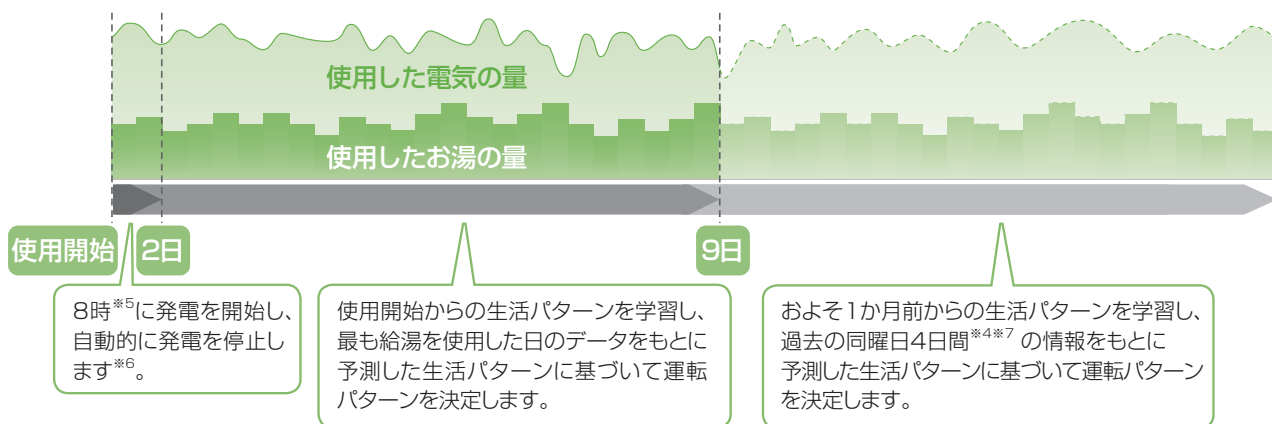 使用した電気の量
使用したお湯の量
使用開始
2日
9日
8時※5に発電を開始し、
自動的に発電を停止し
ます※6。
使用開始からの生活パターンを学習し、
最も給湯を使用した日のデータをもとに
予測した生活パターンに基づいて運転
パターンを決定します。
およそ1か月前からの生活パターンを学習し、
過去の同曜日4日間※4※7 の情報をもとに
予測した生活パターンに基づいて運転パターン
を決定します。